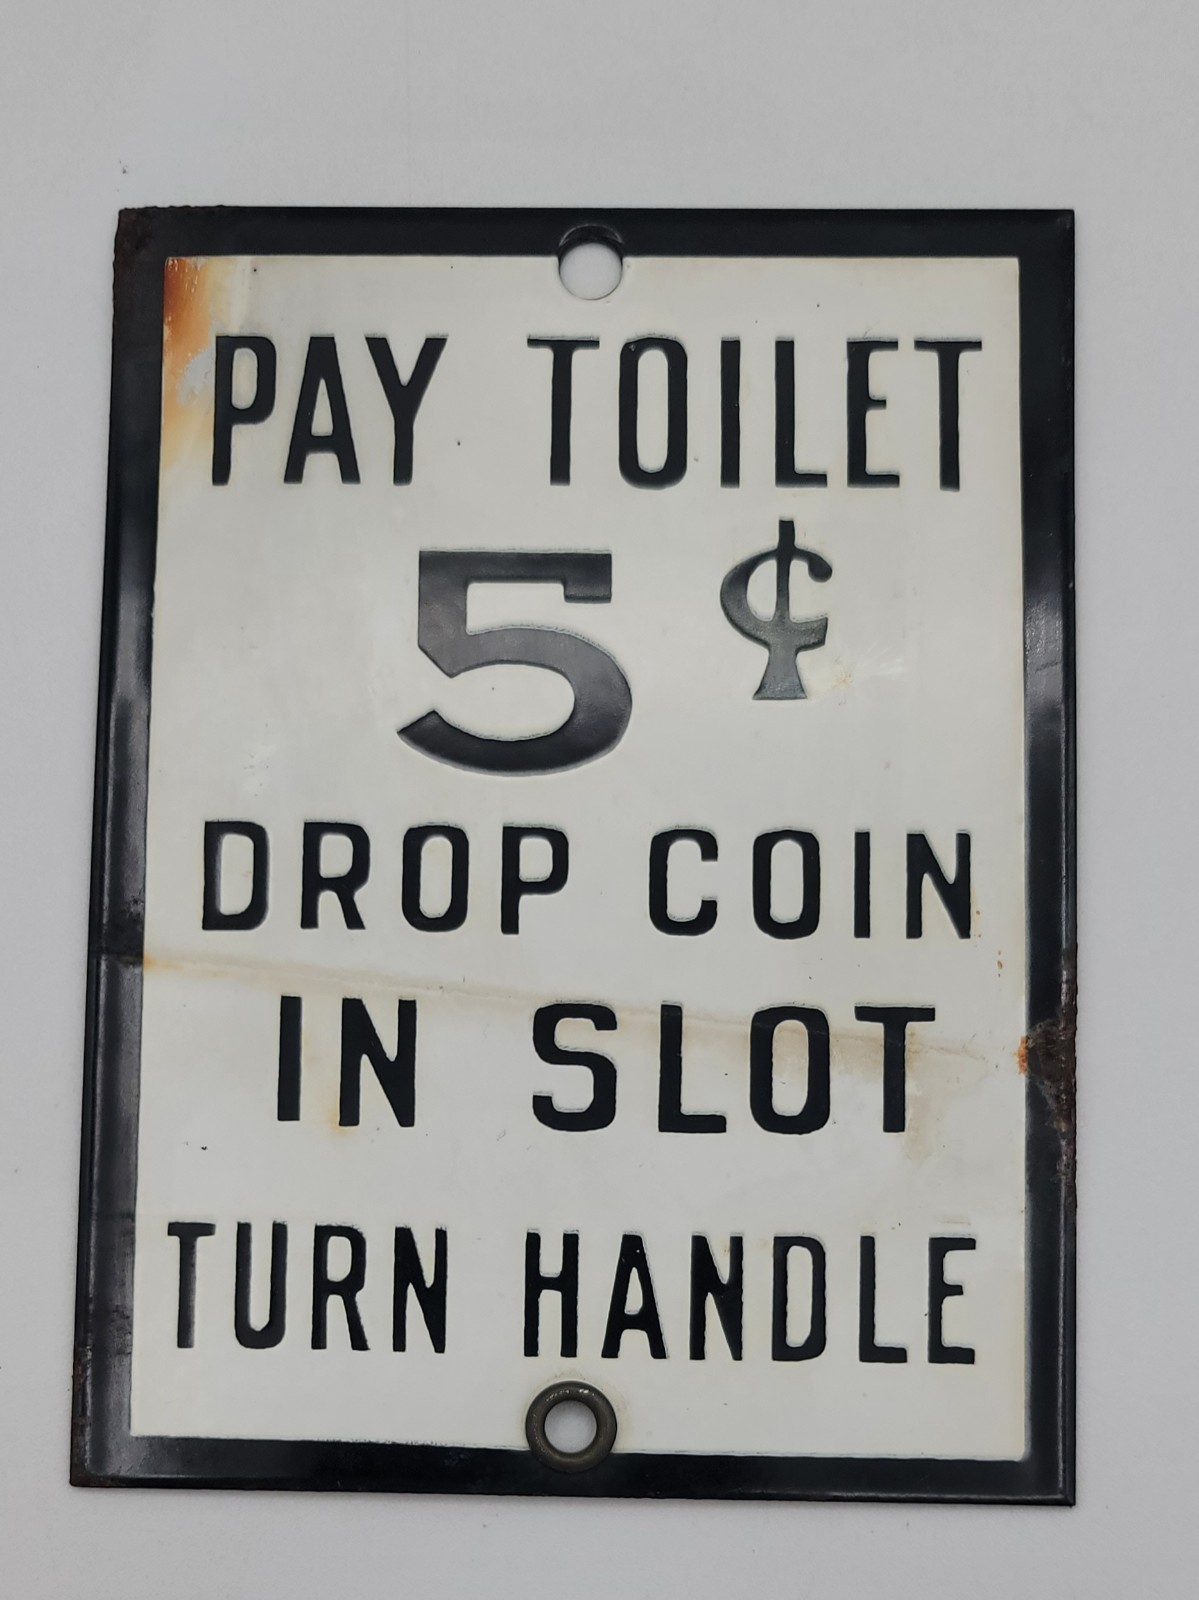 PAY TOILET
5 ¢
DROP COIN
IN SLOT
TURN HANDLE